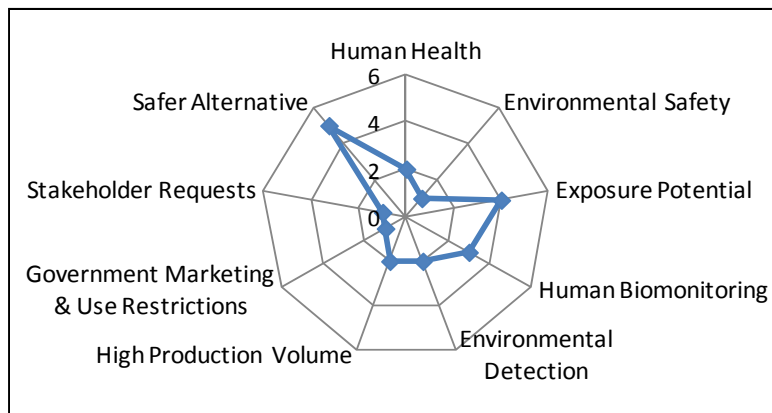 Human Health
6
Safer Alternative
Environmental Safety
4
2
Stakeholder Requests
Exposure Potential
0
Government Marketing
& Use Restrictions
Human Biomonitoring
High Production Volume
Environmental
Detection